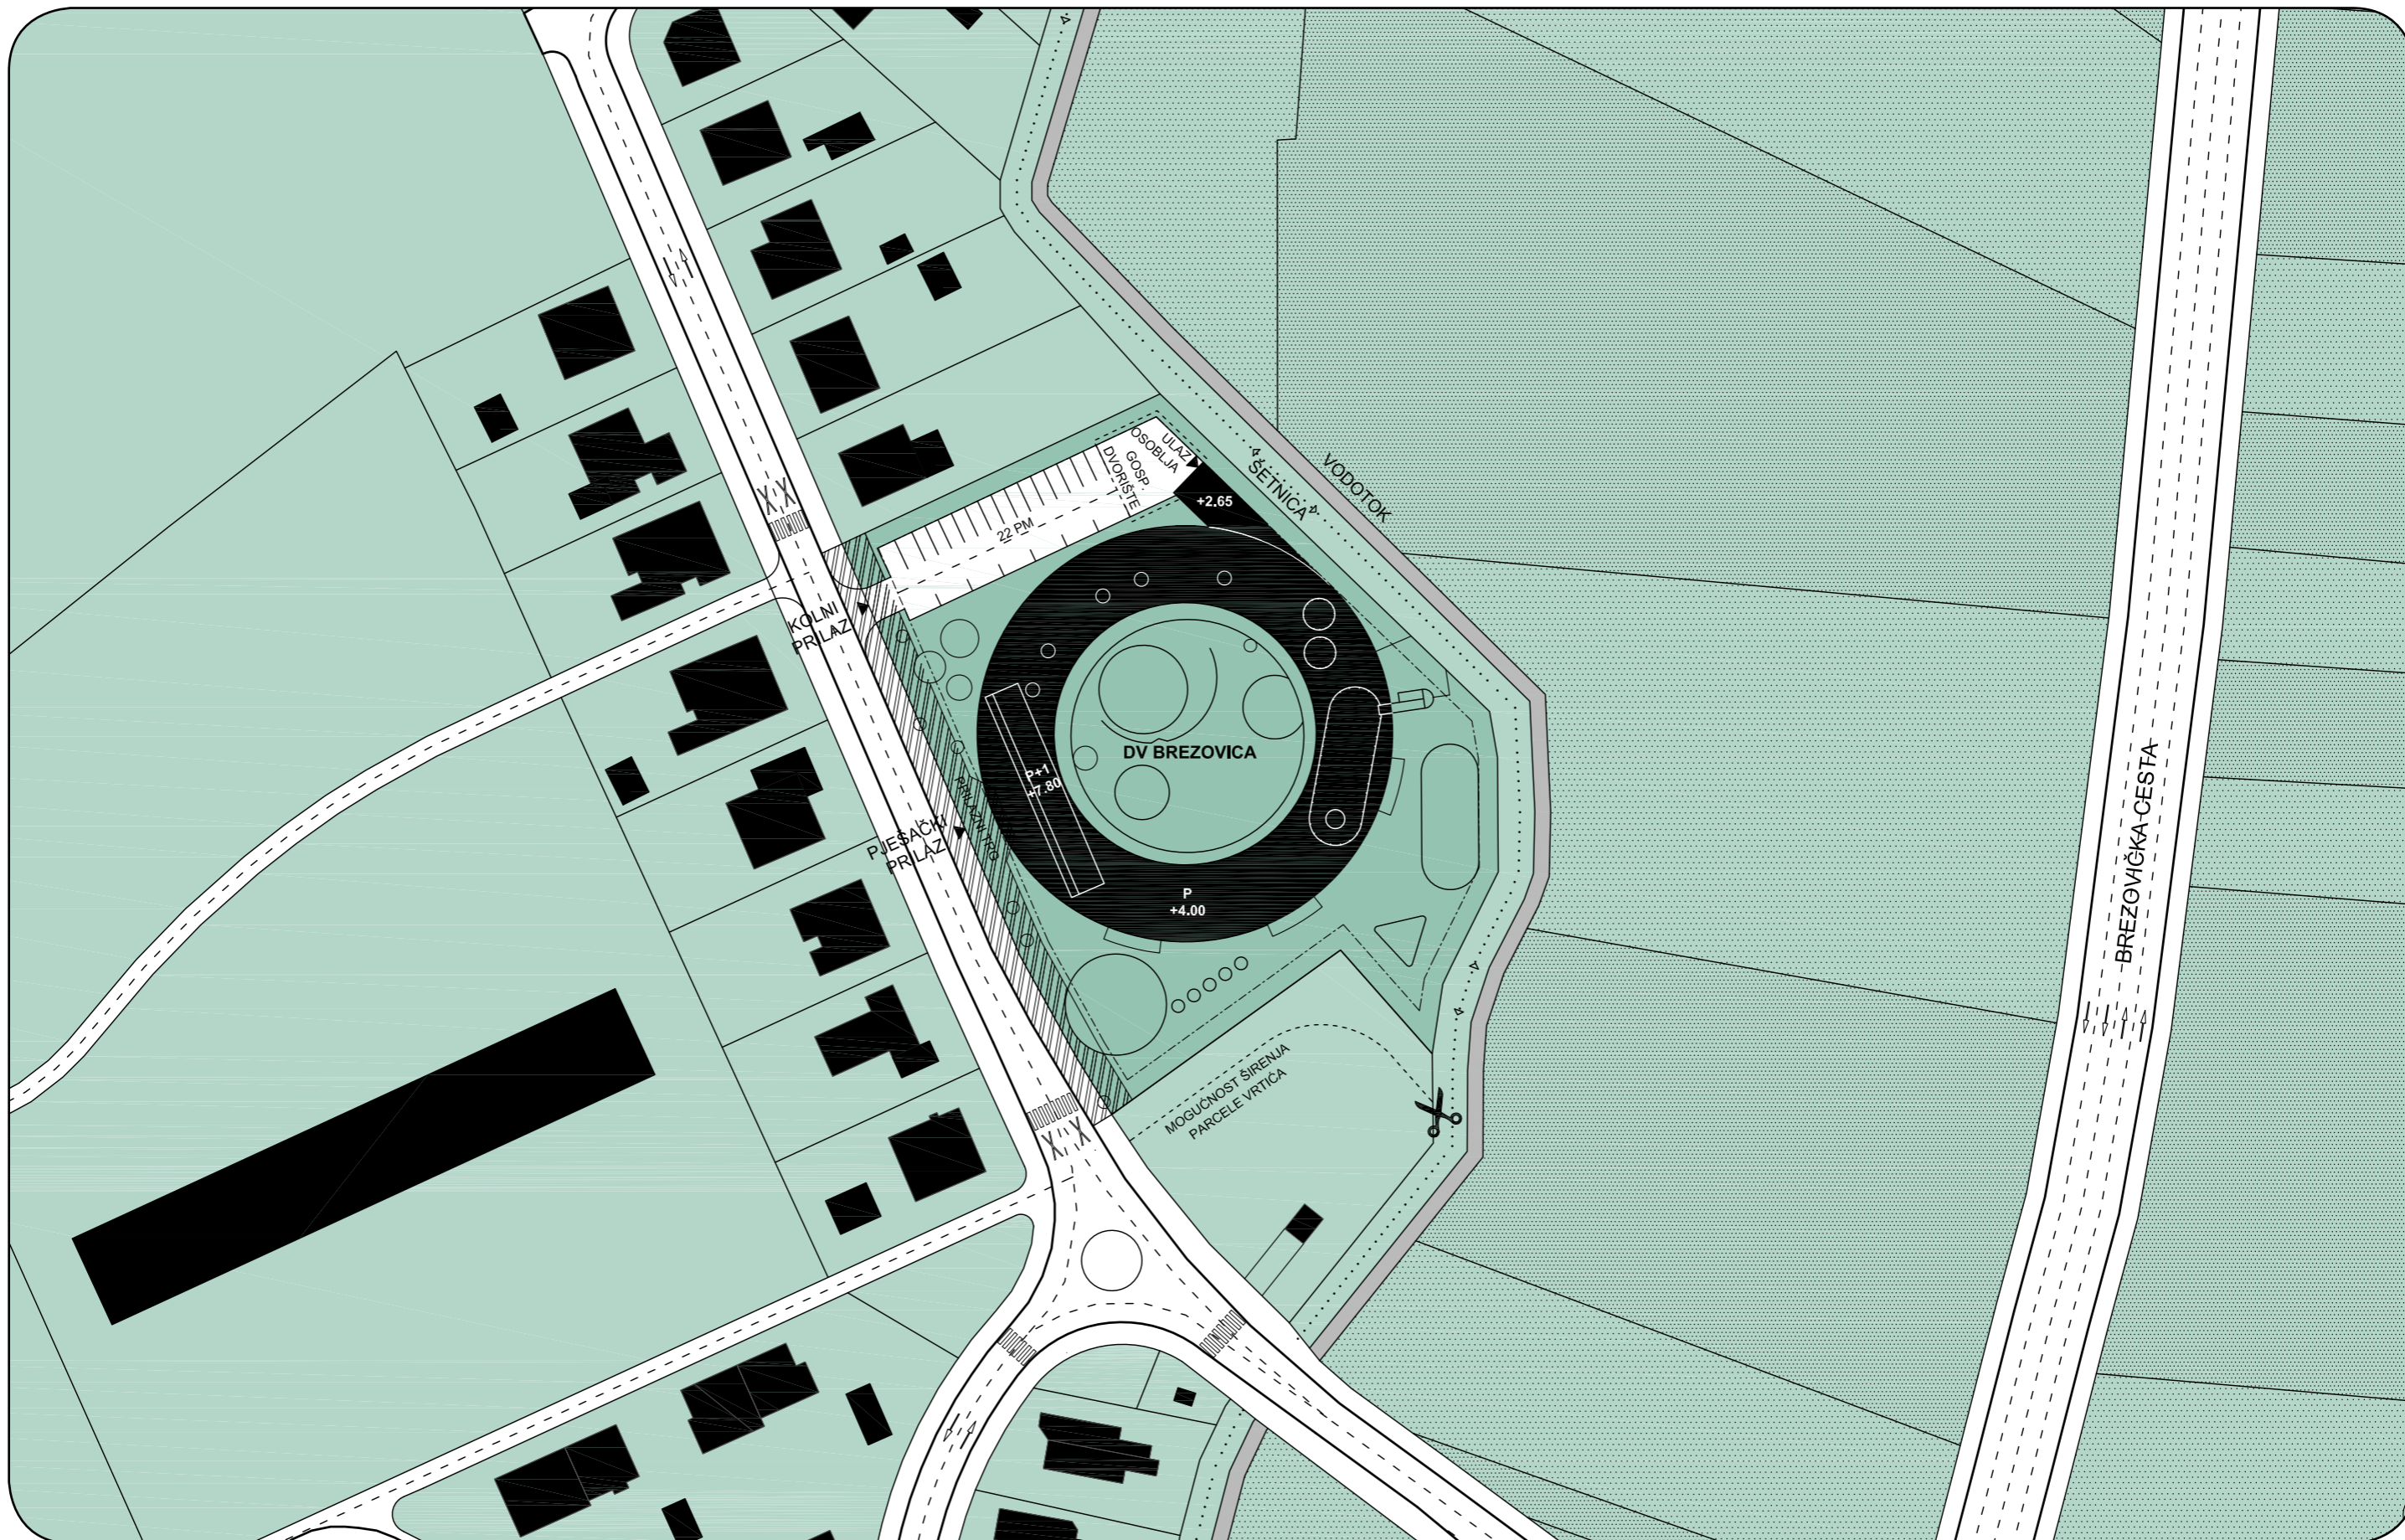 ULAZ
OSOBLJA
GOSP.
DVORIŠTE
+2.65
ŠETNICA
VODOTOK
22 PM
KOLNI
PRILAZ
DV BREZOVICA
P+1
+7.80
PRILAZNI TRG
PJEŠAČKI
PRILAZ
P
+4.00
BREZOVIČKA CESTA
MOGUĆNOST ŠIRENJA
PARCELE VRTIĆA